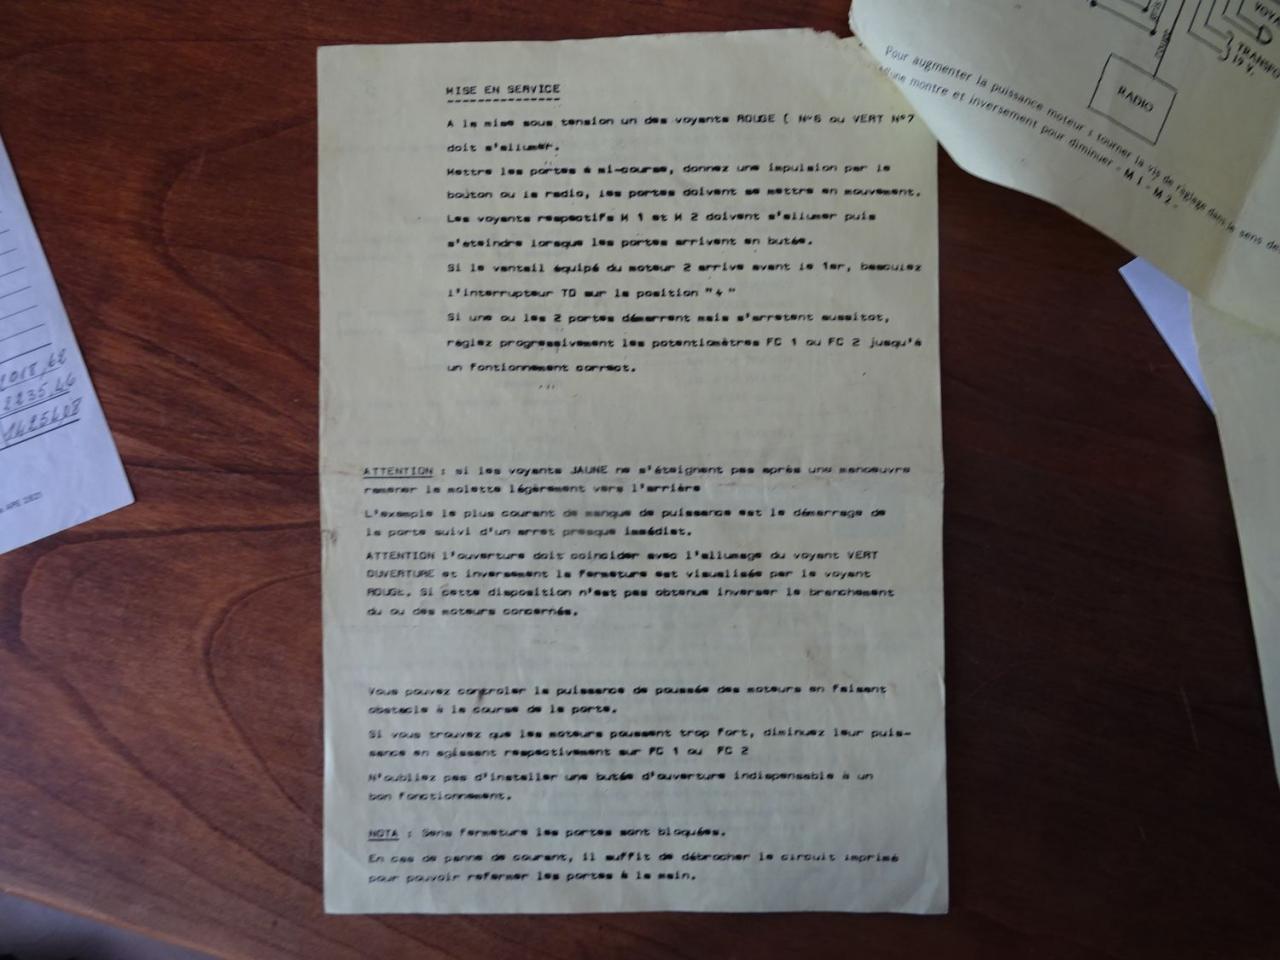 MISE EN SERVICE
A la mise sous tension un des voyants ROUGE ( N°6 ou VERT N°7
doit s'allumer.
Mettre les portes à mi-course, donnez une impulsion par le
bouton ou la radio, les portes doivent se mettre en mouvement.
Les voyants respectifs M 1 et M 2 doivent s'allumer puis
s'éteindre lorsque les portes arrivent en butée.
Si le vantail équipé du moteur 2 arrive avant le 1er, basculez
l'interrupteur TD sur la position "4"
Si une ou les 2 portes démarrent mais s'arretent aussitot,
réglez progressivement les potentiomètres FC 1 ou FC 2 jusqu'à
un fontionnement correct.
ATTENTION : si les voyants JAUNE ne s'éteignent pas après une manoeuvre
ramener la molette légèrement vers l'arrière
L'exemple le plus courant de manque de puissance est le démarrage de
la porte suivi d'un arret presque immédiat.
ATTENTION l'ouverture doit coincider avec l'allumage du voyant VERT
OUVERTURE et inversement la fermeture est visualisée par le voyant
ROUGE. Si cette disposition n'est pas obtenue inverser le branchement
du ou des moteurs concernés.
Vous pouvez controler la puissance de poussée des moteurs en faisant
obstacle à la course de la porte.
Si vous trouvez que les moteurs poussent trop fort, diminuez leur puis-
sance en agissant respectivement sur FC 1 ou FC 2
N'oubliez pas d'installer une butée d'ouverture indispensable à un
bon fonctionnement.
NOTA : Sens fermeture les portes sont bloquées.
En cas de panne de courant, il suffit de débrocher le circuit imprimé
pour pouvoir refermer les portes à la main.
TRANSFO
19 V.
RADIO
Pour augmenter la puissance moteur : tourner la vis de réglage dans le sens de
d'une montre et inversement pour diminuer - M 1 - M 2 -
2235,46